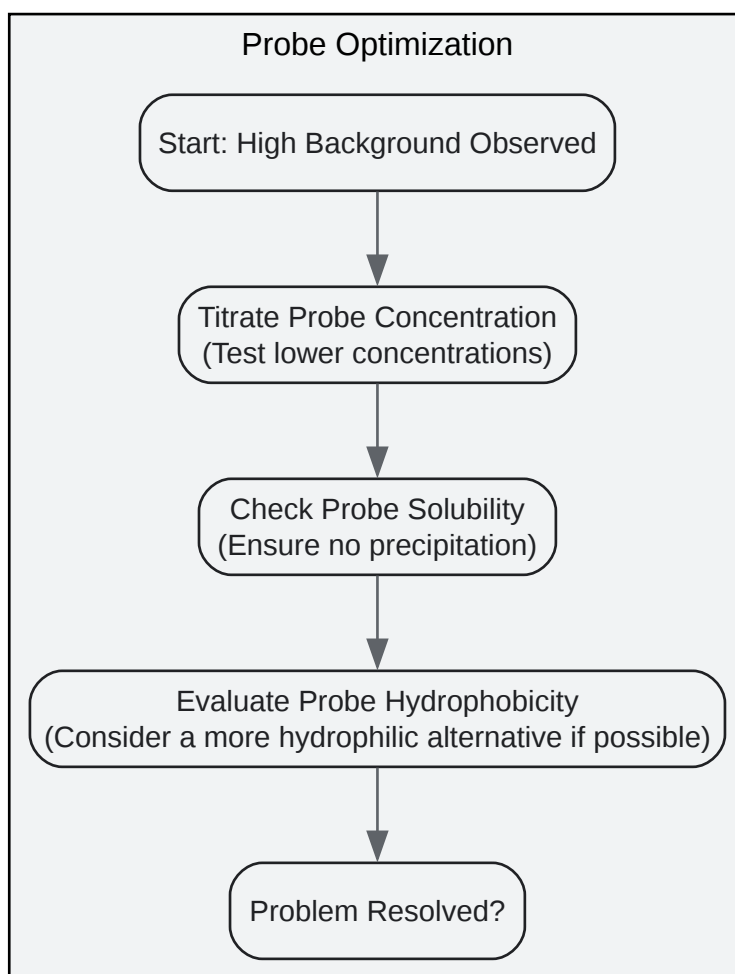 Probe Optimization
Start: High Background Observed
Titrate Probe Concentration
(Test lower concentrations)
Check Probe Solubility
(Ensure no precipitation)
Evaluate Probe Hydrophobicity
(Consider a more hydrophilic alternative if possible)
Problem Resolved?